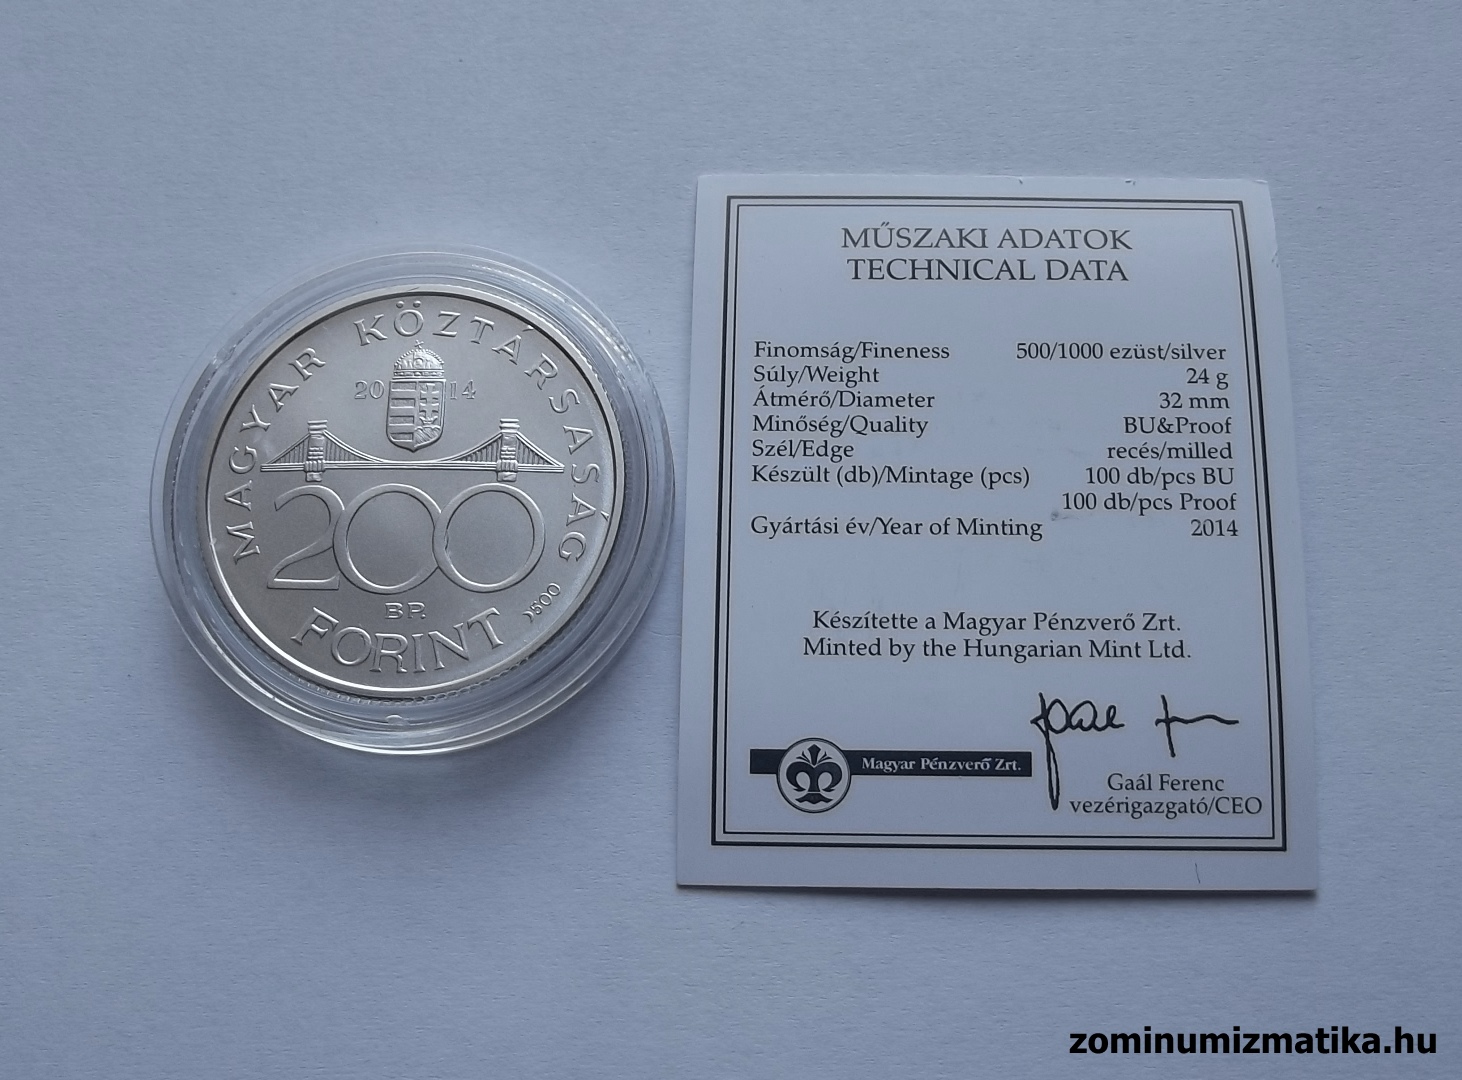 MAGYAR KÖZTÁRSASÁG
20 14
200
BP.
500
FORINT
MŰSZAKI ADATOK
TECHNICAL DATA
Finomság/Fineness 500/1000 ezüst/silver
Súly/Weight 24 g
Átmérő/Diameter 32 mm
Minőség/Quality BU&Proof
Szél/Edge recés/milled
Készült (db)/Mintage (pcs) 100 db/pcs BU
100 db/pcs Proof
Gyártási év/Year of Minting 2014
Készítette a Magyar Pénzverő Zrt.
Minted by the Hungarian Mint Ltd.
Magyar Pénzverő Zrt.
Gaál Ferenc
vezérigazgató/CEO
zominumizmatika.hu